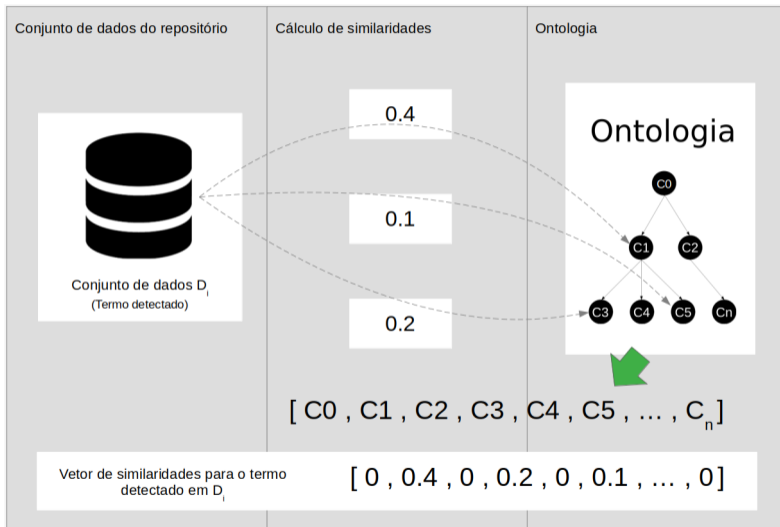 Conjunto de dados do repositório
Cálculo de similaridades
Ontologia
0.4
0.1
0.2
Conjunto de dados Di
(Termo detectado)
Ontologia
C0
C1
C2
C3
C4
C5
Cn
[ C0 , C1 , C2 , C3 , C4 , C5 , ... , Cn]
Vetor de similaridades para o termo
detectado em Di
[ 0 , 0.4 , 0 , 0.2 , 0 , 0.1 , ... , 0 ]